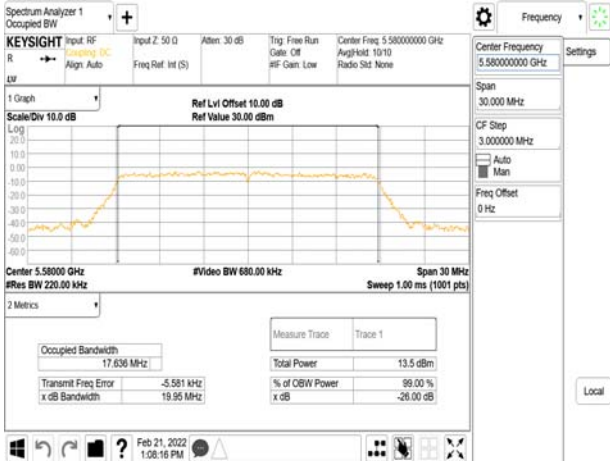 Spectrum Analyzer 1
Occupied BW
+
Frequency
KEYSIGHT
R
Input: RF
Coupling: DC
Align: Auto
Input Z: 50 Ω
Freq Ref: Int (S)
Atten: 30 dB
Trig: Free Run
Gate: Off
#IF Gain: Low
Center Freq: 5.580000000 GHz
Avg|Hold: 10/10
Radio Std: None
Center Frequency
5.580000000 GHz
Settings
Span
30.000 MHz
CF Step
3.000000 MHz
Auto
Man
Freq Offset
0 Hz
1 Graph
Scale/Div 10.0 dB
Ref Lvl Offset 10.00 dB
Ref Value 30.00 dBm
Log
20.0
10.0
0.00
-10.0
-20.0
-30.0
-40.0
-50.0
-60.0
Center 5.58000 GHz
#Res BW 220.00 kHz
#Video BW 680.00 kHz
Span 30 MHz
Sweep 1.00 ms (1001 pts)
2 Metrics
Measure Trace Trace 1
Occupied Bandwidth
17.636 MHz
Total Power 13.5 dBm
Transmit Freq Error -5.581 kHz
% of OBW Power 99.00 %
x dB Bandwidth 19.95 MHz
x dB -26.00 dB
Local
?
Feb 21, 2022
1:08:16 PM